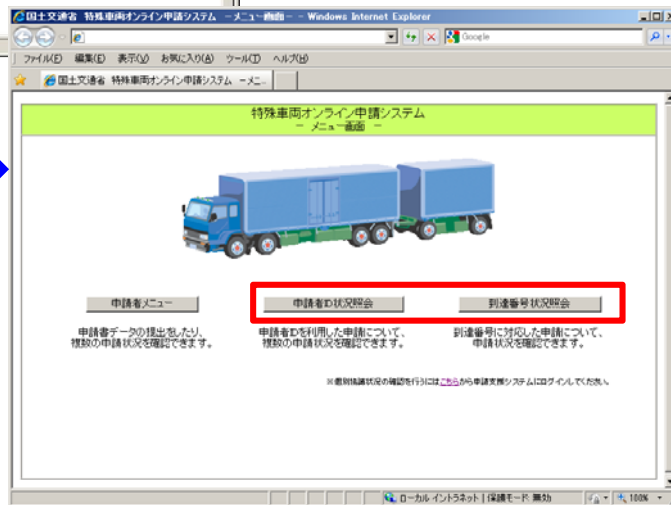 国土交通省 特殊車両オンライン申請システム －メニュー画面－ - Windows Internet Explorer
Google
ファイル(F) 編集(E) 表示(V) お気に入り(A) ツール(T) ヘルプ(H)
国土交通省 特殊車両オンライン申請システム －メニ...
特殊車両オンライン申請システム
－ メニュー画面 －
申請者メニュー
申請者ID状況照会
到達番号状況照会
申請書データの提出をしたり、
複数の申請状況を確認できます。
申請者IDを利用した申請について、
複数の申請状況を確認できます。
到達番号に対応した申請について、
申請状況を確認できます。
※個別協議状況の確認を行うにはこちらから申請支援システムにログインしてください。
ローカル イントラネット | 保護モード: 無効
100%